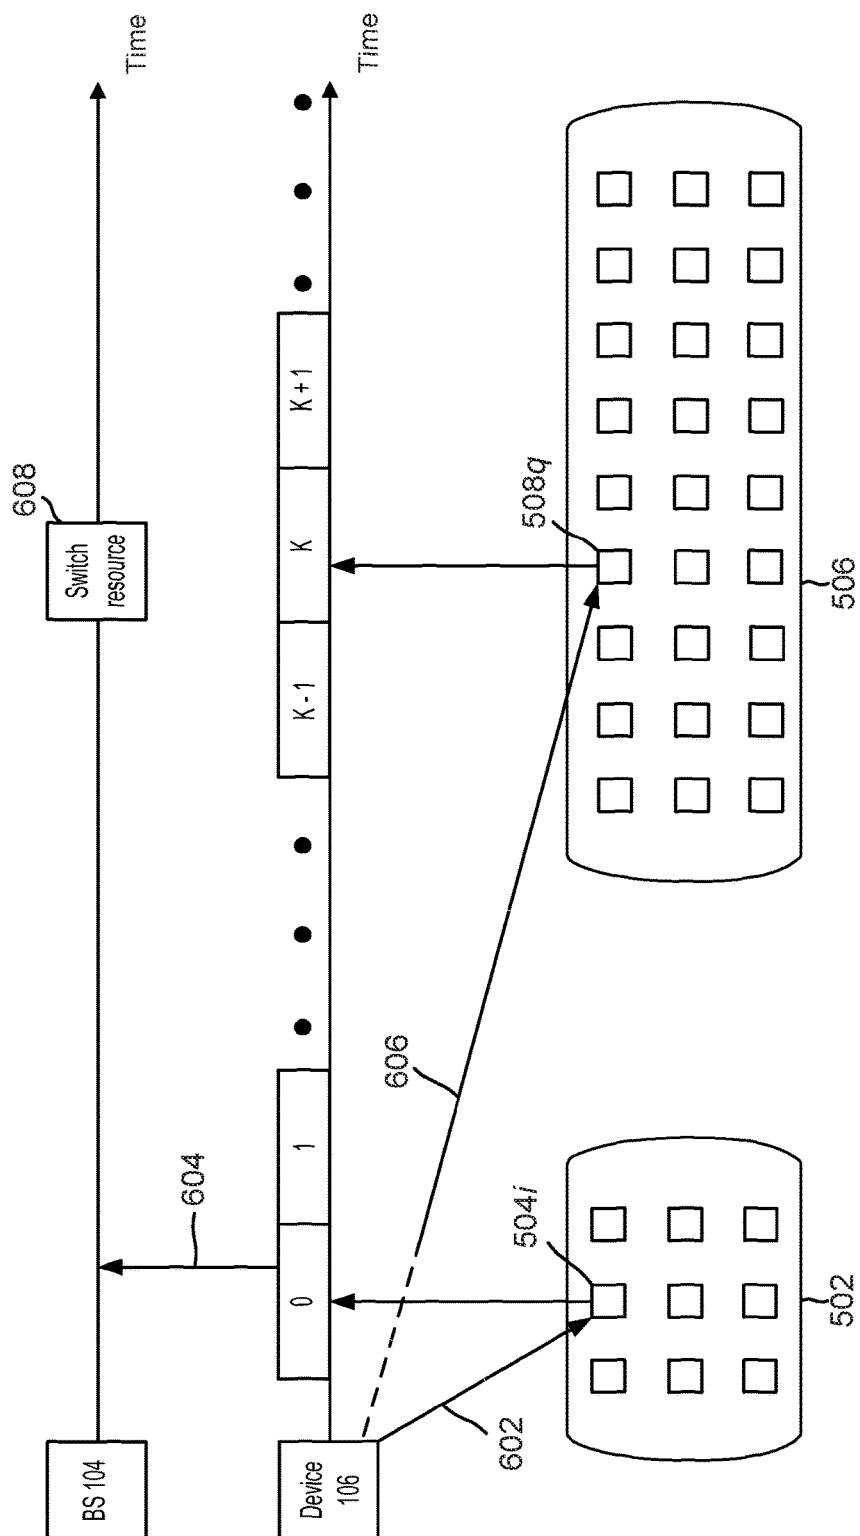 BS 104
604
Switch
resource
608
Time
Device
106
0
1
K-1
K
K+1
Time
602
504i
606
508q
502
506